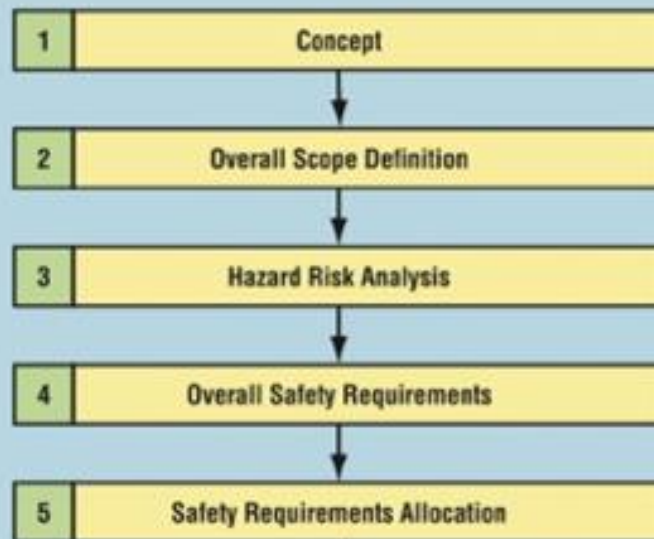 1 Concept
2 Overall Scope Definition
3 Hazard Risk Analysis
4 Overall Safety Requirements
5 Safety Requirements Allocation